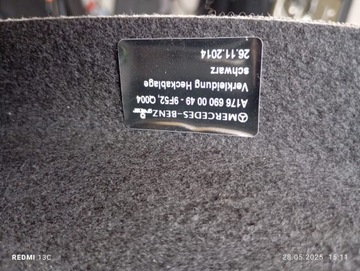 MERCEDES-BENZ
A176 690 00 49 - 9F52, Q004
Verkleidung Heckablage
schwarz
26.11.2014
REDMI 13C
28.05.2025 15:11